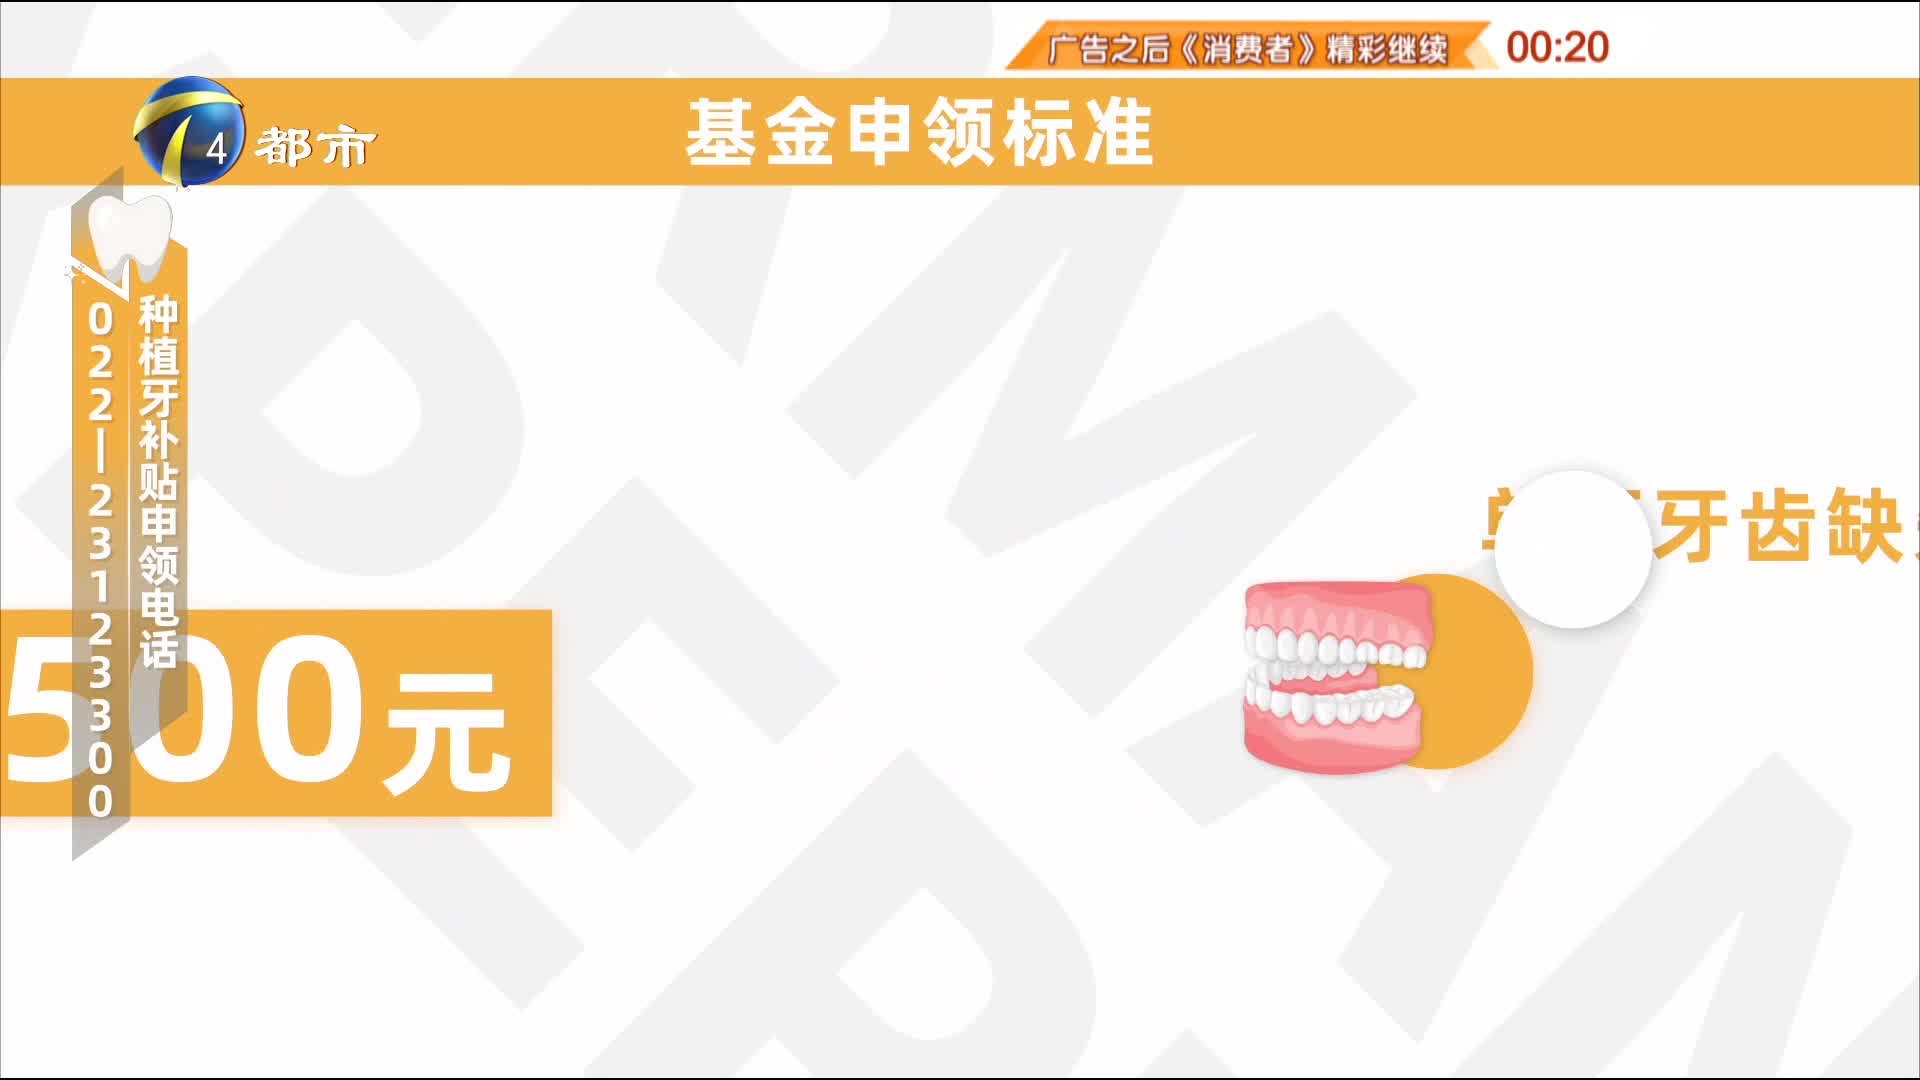 广告之后《消费者》精彩继续 00:20
4 都市
基金申领标准
种植牙补贴申领电话
022-23123300
牙齿缺
500元